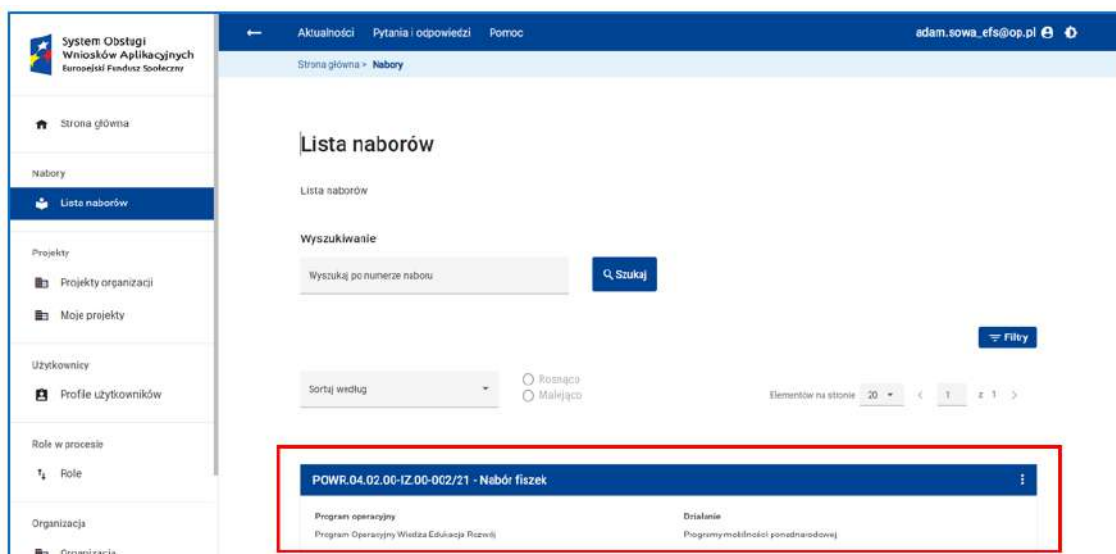 System Obsługi
Wniosków Aplikacyjnych
Europejski Fundusz Społeczny
Aktualności Pytania i odpowiedzi Pomoc
adam.sowa_efs@op.pl
Strona główna > Nabory
Strona główna
Nabory
Lista naborów
Projekty
Projekty organizacji
Moje projekty
Użytkownicy
Profile użytkowników
Role w procesie
Role
Organizacja
Organizacja
Lista naborów
Lista naborów
Wyszukiwanie
Wyszukaj po numerze naboru
Szukaj
Filtry
Sortuj według
Rosnąco
Malejąco
Elementów na stronie 20 < 1 z 1 >
POWR.04.02.00-IZ.00-002/21 - Nabór fiszek
Program operacyjny
Program Operacyjny Wiedza Edukacja Rozwój
Działanie
Programy mobilności ponadnarodowej